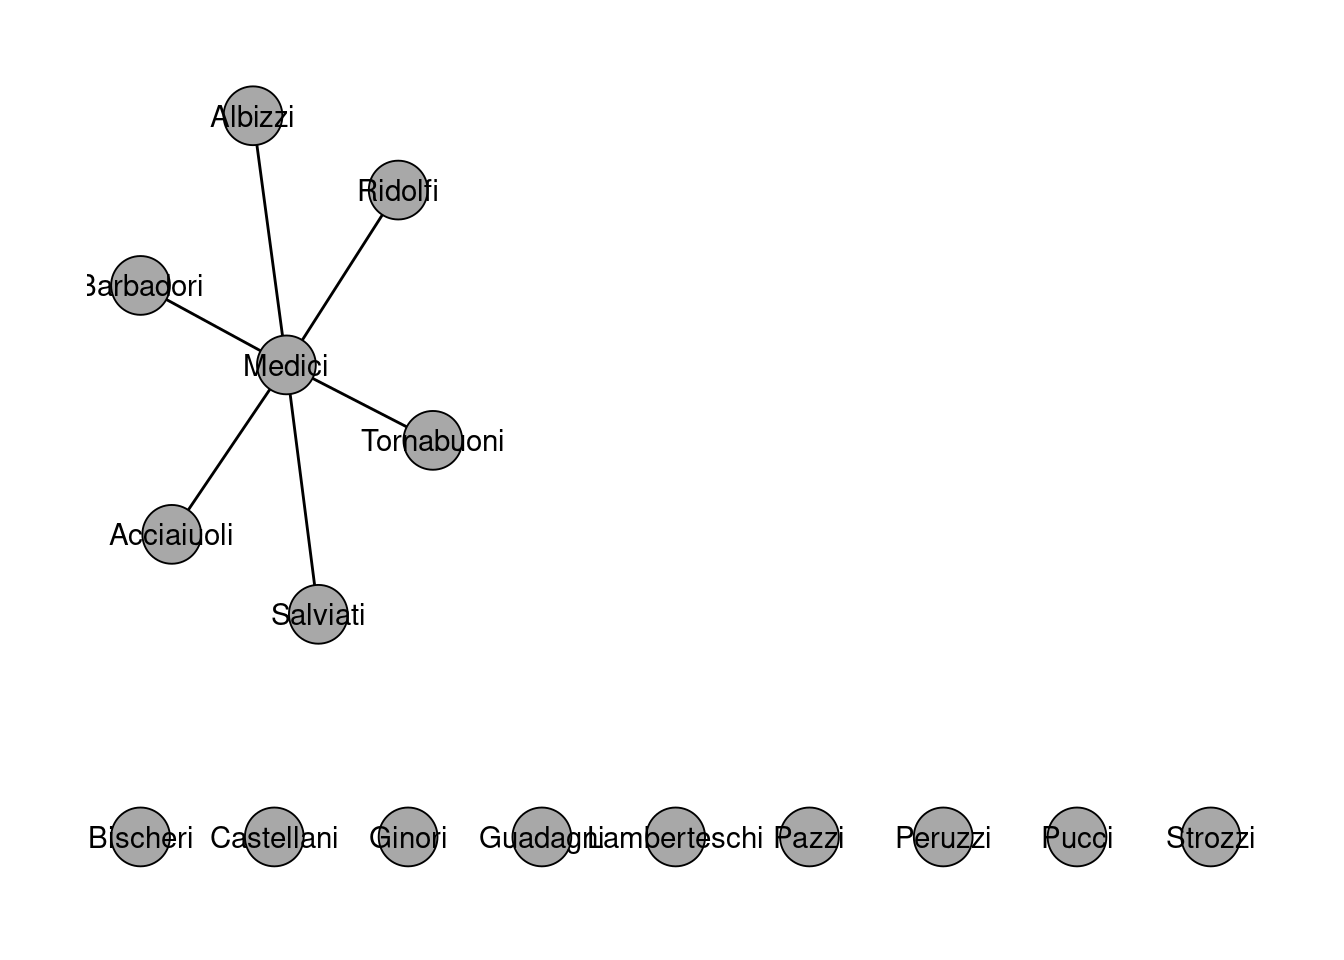 Albizzi
Ridolfi
Barbadori
Medici
Tornabuoni
Acciaiuoli
Salviati
Bischeri Castellani Ginori Guadagni Lamberteschi Pazzi Peruzzi Pucci Strozzi